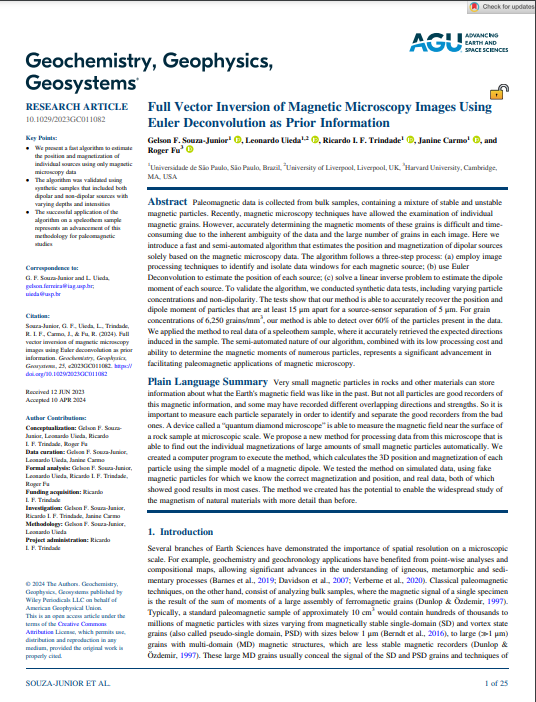 Check for updates
AGU ADVANCING
EARTH AND
SPACE SCIENCES
Geochemistry, Geophysics,
Geosystems
RESEARCH ARTICLE
10.1029/2023GC011082
Key Points:
• We present a fast algorithm to estimate
the position and magnetization of
individual sources using only magnetic
microscopy data
• The algorithm was validated using
synthetic samples that included both
dipolar and non-dipolar sources with
varying depths and intensities
• The successful application of the
algorithm on a speleothem sample
represents an advancement of this
methodology for paleomagnetic
studies
Correspondence to:
G. F. Souza-Junior and L. Uieda,
gelson.ferreira@iag.usp.br;
uieda@usp.br
Citation:
Souza-Junior, G. F., Uieda, L., Trindade,
R. I. F., Carmo, J., & Fu, R. (2024). Full
vector inversion of magnetic microscopy
images using Euler deconvolution as prior
information. Geochemistry, Geophysics,
Geosystems, 25, e2023GC011082. https://
doi.org/10.1029/2023GC011082
Received 12 JUN 2023
Accepted 10 APR 2024
Author Contributions:
Conceptualization: Gelson F. Souza-
Junior, Leonardo Uieda, Ricardo
I. F. Trindade, Roger Fu
Data curation: Gelson F. Souza-Junior,
Leonardo Uieda, Janine Carmo
Formal analysis: Gelson F. Souza-Junior,
Leonardo Uieda, Ricardo I. F. Trindade,
Roger Fu
Funding acquisition: Ricardo
I. F. Trindade
Investigation: Gelson F. Souza-Junior,
Ricardo I. F. Trindade, Janine Carmo
Methodology: Gelson F. Souza-Junior,
Leonardo Uieda
Project administration: Ricardo
I. F. Trindade
© 2024 The Authors. Geochemistry,
Geophysics, Geosystems published by
Wiley Periodicals LLC on behalf of
American Geophysical Union.
This is an open access article under the
terms of the Creative Commons
Attribution License, which permits use,
distribution and reproduction in any
medium, provided the original work is
properly cited.
Full Vector Inversion of Magnetic Microscopy Images Using
Euler Deconvolution as Prior Information
Gelson F. Souza-Junior1, Leonardo Uieda1,2, Ricardo I. F. Trindade1, Janine Carmo1, and
Roger Fu3
1Universidade de São Paulo, São Paulo, Brazil, 2University of Liverpool, Liverpool, UK, 3Harvard University, Cambridge,
MA, USA
Abstract Paleomagnetic data is collected from bulk samples, containing a mixture of stable and unstable
magnetic particles. Recently, magnetic microscopy techniques have allowed the examination of individual
magnetic grains. However, accurately determining the magnetic moments of these grains is difficult and time-
consuming due to the inherent ambiguity of the data and the large number of grains in each image. Here we
introduce a fast and semi-automated algorithm that estimates the position and magnetization of dipolar sources
solely based on the magnetic microscopy data. The algorithm follows a three-step process: (a) employ image
processing techniques to identify and isolate data windows for each magnetic source; (b) use Euler
Deconvolution to estimate the position of each source; (c) solve a linear inverse problem to estimate the dipole
moment of each source. To validate the algorithm, we conducted synthetic data tests, including varying particle
concentrations and non-dipolarity. The tests show that our method is able to accurately recover the position and
dipole moment of particles that are at least 15 μm apart for a source-sensor separation of 5 μm. For grain
concentrations of 6,250 grains/mm3, our method is able to detect over 60% of the particles present in the data.
We applied the method to real data of a speleothem sample, where it accurately retrieved the expected directions
induced in the sample. The semi-automated nature of our algorithm, combined with its low processing cost and
ability to determine the magnetic moments of numerous particles, represents a significant advancement in
facilitating paleomagnetic applications of magnetic microscopy.
Plain Language Summary Very small magnetic particles in rocks and other materials can store
information about what the Earth's magnetic field was like in the past. But not all particles are good recorders of
this magnetic information, and some may have recorded different overlapping directions and strengths. So it is
important to measure each particle separately in order to identify and separate the good recorders from the bad
ones. A device called a "quantum diamond microscope" is able to measure the magnetic field near the surface of
a rock sample at microscopic scale. We propose a new method for processing data from this microscope that is
able to find out the individual magnetizations of large amounts of small magnetic particles automatically. We
created a computer program to execute the method, which calculates the 3D position and magnetization of each
particle using the simple model of a magnetic dipole. We tested the method on simulated data, using fake
magnetic particles for which we know the correct magnetization and position, and real data, both of which
showed good results in most cases. The method we created has the potential to enable the widespread study of
the magnetism of natural materials with more detail than before.
1. Introduction
Several branches of Earth Sciences have demonstrated the importance of spatial resolution on a microscopic
scale. For example, geochemistry and geochronology applications have benefited from point-wise analyses and
compositional maps, allowing significant advances in the understanding of igneous, metamorphic and sedi-
mentary processes (Barnes et al., 2019; Davidson et al., 2007; Verberne et al., 2020). Classical paleomagnetic
techniques, on the other hand, consist of analyzing bulk samples, where the magnetic signal of a single specimen
is the result of the sum of moments of a large assembly of ferromagnetic grains (Dunlop & Özdemir, 1997).
Typically, a standard paleomagnetic sample of approximately 10 cm3 would contain hundreds of thousands to
millions of magnetic particles with sizes varying from magnetically stable single-domain (SD) and vortex state
grains (also called pseudo-single domain, PSD) with sizes below 1 μm (Berndt et al., 2016), to large (≫1 μm)
grains with multi-domain (MD) magnetic structures, which are less stable magnetic recorders (Dunlop &
Özdemir, 1997). These large MD grains usually conceal the signal of the SD and PSD grains and techniques of
SOUZA-JUNIOR ET AL.
1 of 25